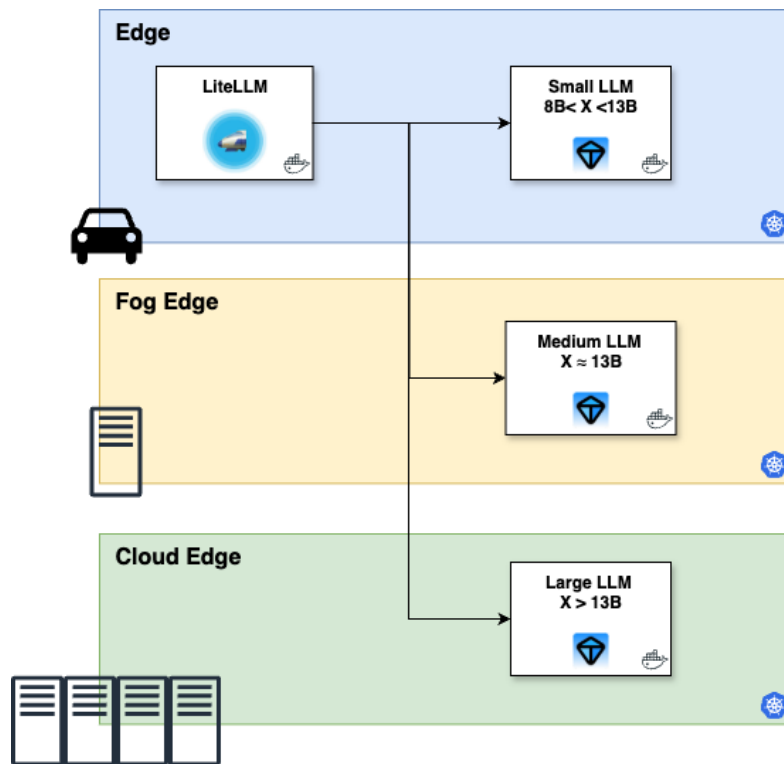 Edge
LiteLLM
Small LLM
8B< X <13B
Fog Edge
Medium LLM
X ≈ 13B
Cloud Edge
Large LLM
X > 13B